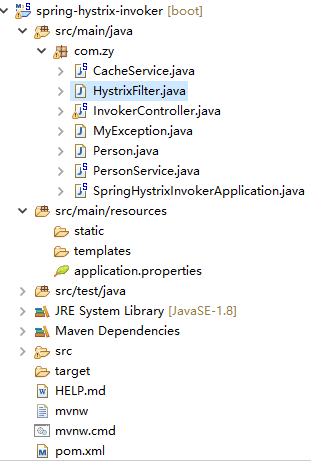 spring-hystrix-invoker [boot]
src/main/java
com.zy
CacheService.java
HystrixFilter.java
InvokerController.java
MyException.java
Person.java
PersonService.java
SpringHystrixInvokerApplication.java
src/main/resources
static
templates
application.properties
src/test/java
JRE System Library [JavaSE-1.8]
Maven Dependencies
src
target
HELP.md
mvnw
mvnw.cmd
pom.xml